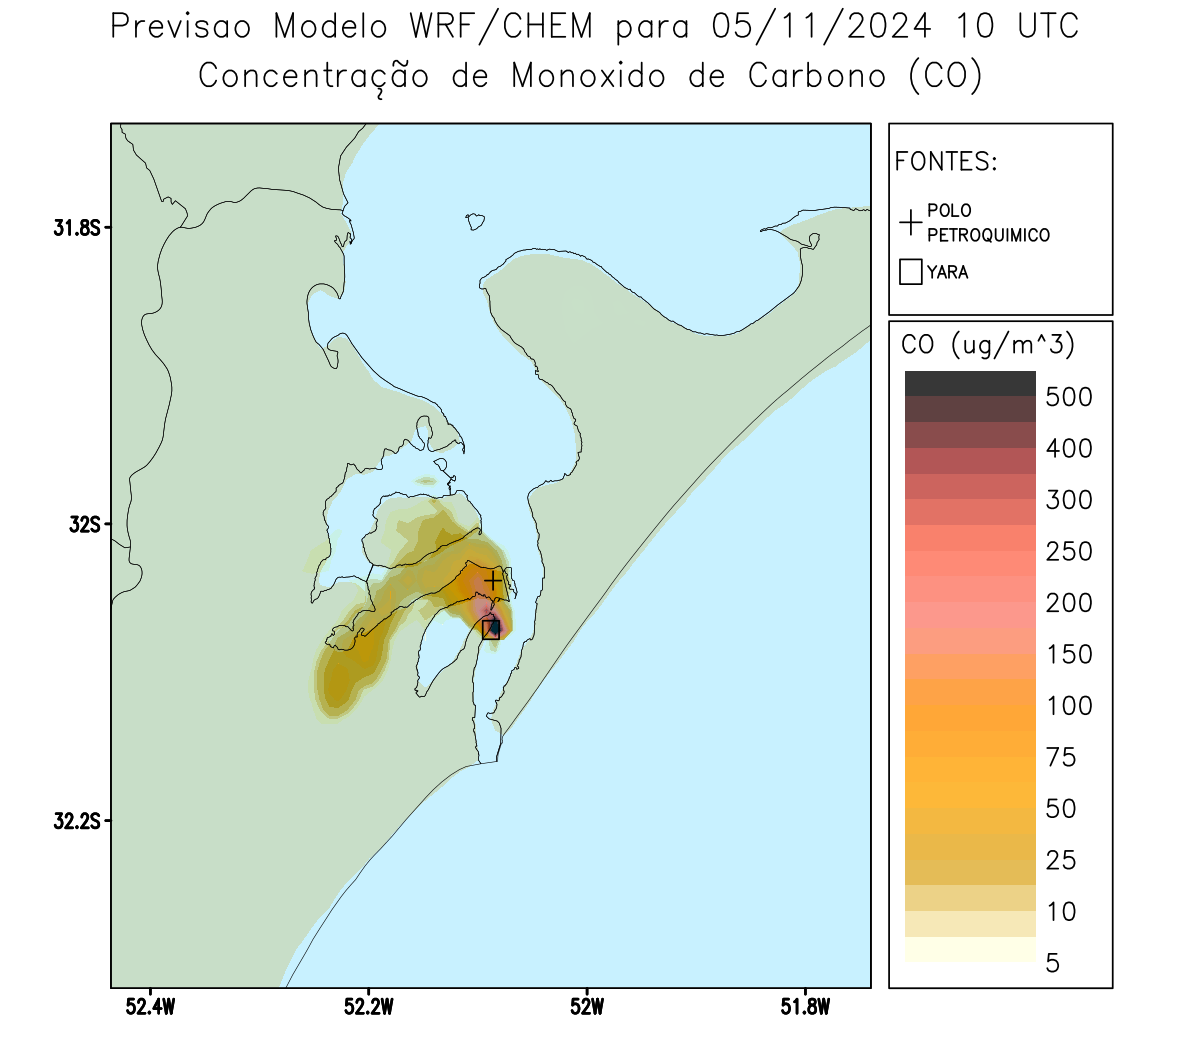 Previsao Modelo WRF/CHEM para 05/11/2024 10 UTC
Concentração de Monoxido de Carbono (CO)
FONTES:
POLO
PETROQUIMICO
YARA
CO (ug/m^3)
500
400
300
250
200
150
100
75
50
25
10
5
31.8S
32S
32.2S
52.4W
52.2W
52W
51.8W